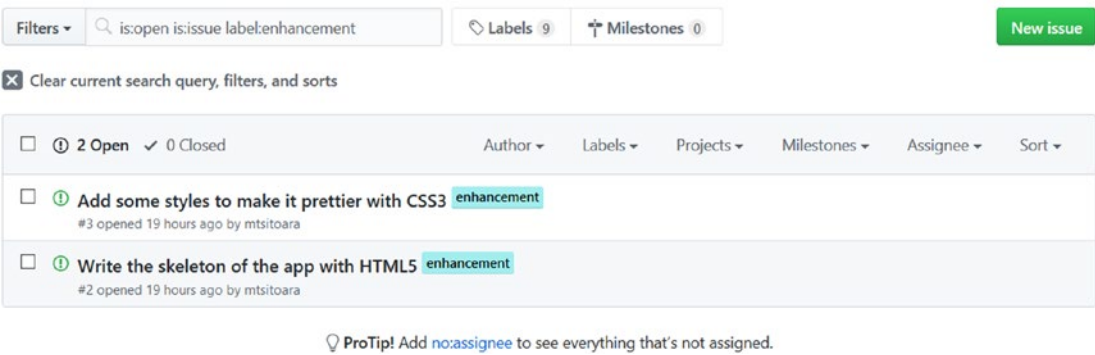 Filters is:open is:issue label:enhancement Labels 9 Milestones 0 New issue
Clear current search query, filters, and sorts
2 Open 0 Closed Author Labels Projects Milestones Assignee Sort
Add some styles to make it prettier with CSS3 enhancement
#3 opened 19 hours ago by mtsitoara
Write the skeleton of the app with HTML5 enhancement
#2 opened 19 hours ago by mtsitoara
ProTip! Add no:assignee to see everything that's not assigned.